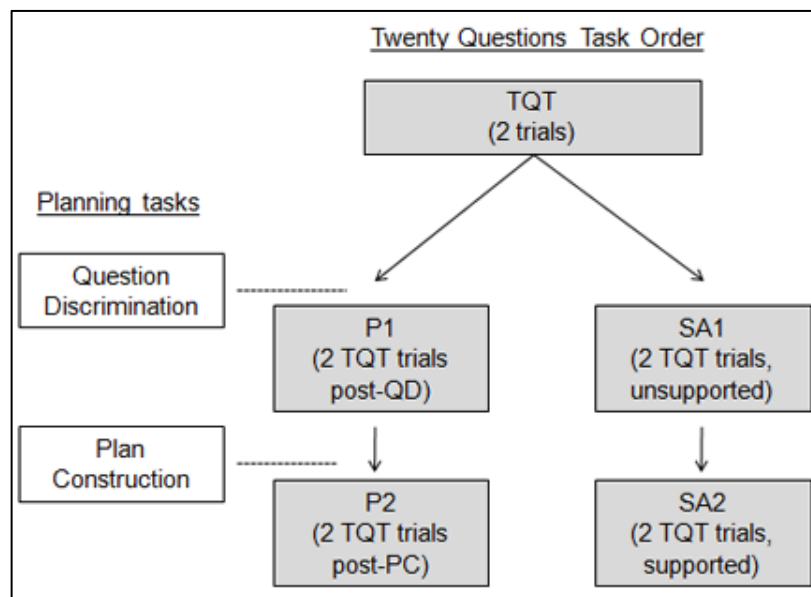 Twenty Questions Task Order
TQT
(2 trials)
Planning tasks
Question
Discrimination
P1
(2 TQT trials
post-QD)
SA1
(2 TQT trials,
unsupported)
Plan
Construction
P2
(2 TQT trials
post-PC)
SA2
(2 TQT trials,
supported)